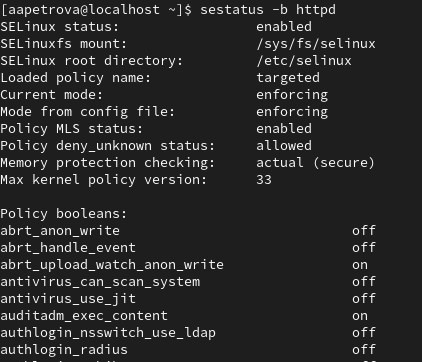 [aapetrova@localhost ~]$ sestatus -b httpd
SELinux status:                 enabled
SELinuxfs mount:                /sys/fs/selinux
SELinux root directory:         /etc/selinux
Loaded policy name:             targeted
Current mode:                   enforcing
Mode from config file:          enforcing
Policy MLS status:              enabled
Policy deny_unknown status:     allowed
Memory protection checking:     actual (secure)
Max kernel policy version:      33

Policy booleans:
abrt_anon_write                             off
abrt_handle_event                           off
abrt_upload_watch_anon_write                on
antivirus_can_scan_system                   off
antivirus_use_jit                           off
auditadm_exec_content                       on
authlogin_nsswitch_use_ldap                 off
authlogin_radius                            off